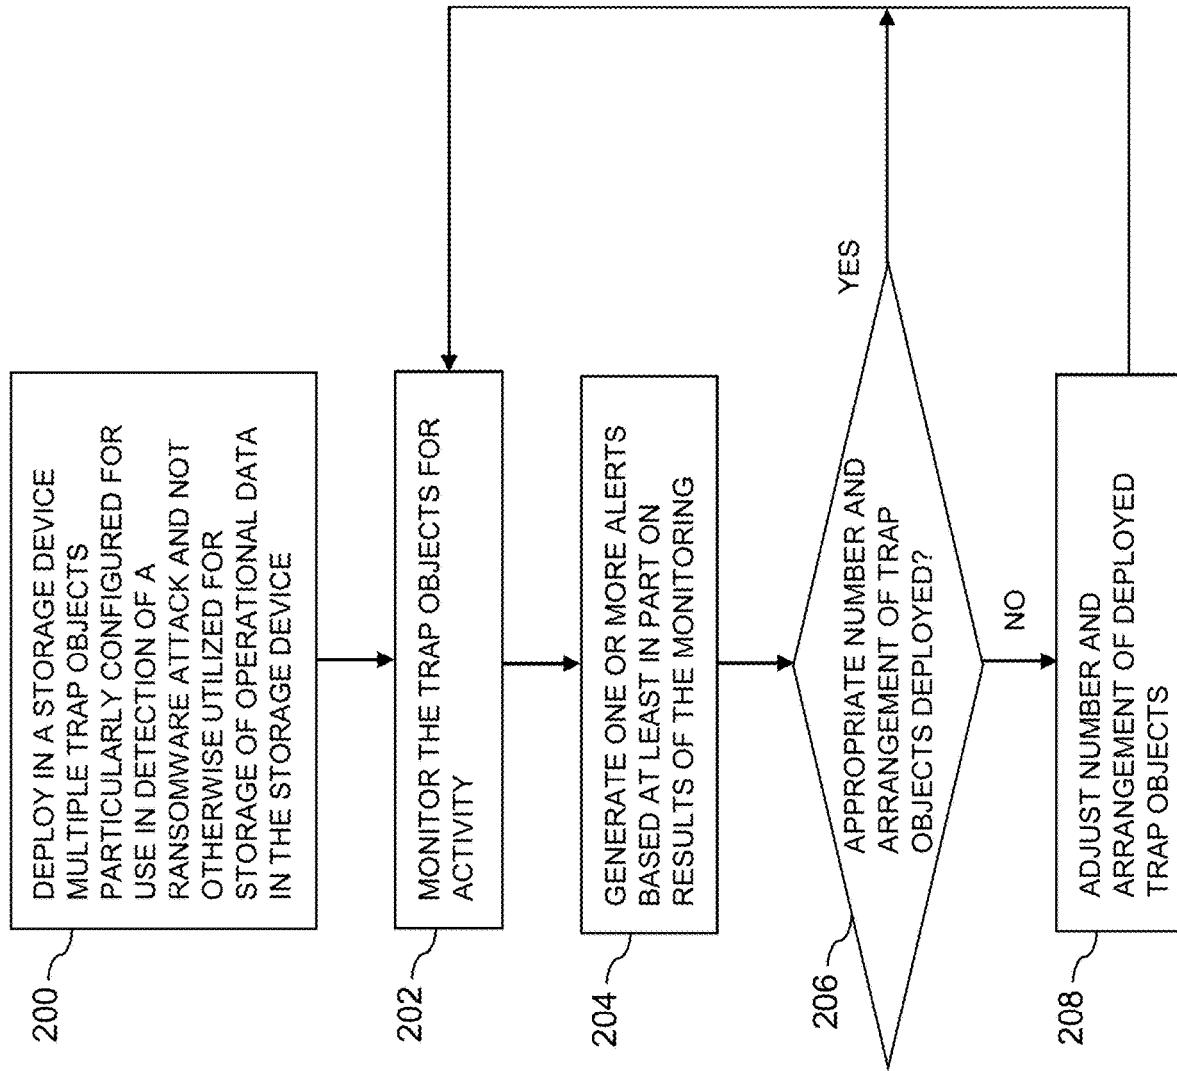 200
DEPLOY IN A STORAGE DEVICE
MULTIPLE TRAP OBJECTS
PARTICULARLY CONFIGURED FOR
USE IN DETECTION OF A
RANSOMWARE ATTACK AND NOT
OTHERWISE UTILIZED FOR
STORAGE OF OPERATIONAL DATA
IN THE STORAGE DEVICE
202
MONITOR THE TRAP OBJECTS FOR
ACTIVITY
204
GENERATE ONE OR MORE ALERTS
BASED AT LEAST IN PART ON
RESULTS OF THE MONITORING
206
APPROPRIATE NUMBER AND
ARRANGEMENT OF TRAP
OBJECTS DEPLOYED?
YES
NO
208
ADJUST NUMBER AND
ARRANGEMENT OF DEPLOYED
TRAP OBJECTS